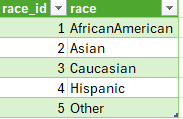 race_id race
1 AfricanAmerican
2 Asian
3 Caucasian
4 Hispanic
5 Other